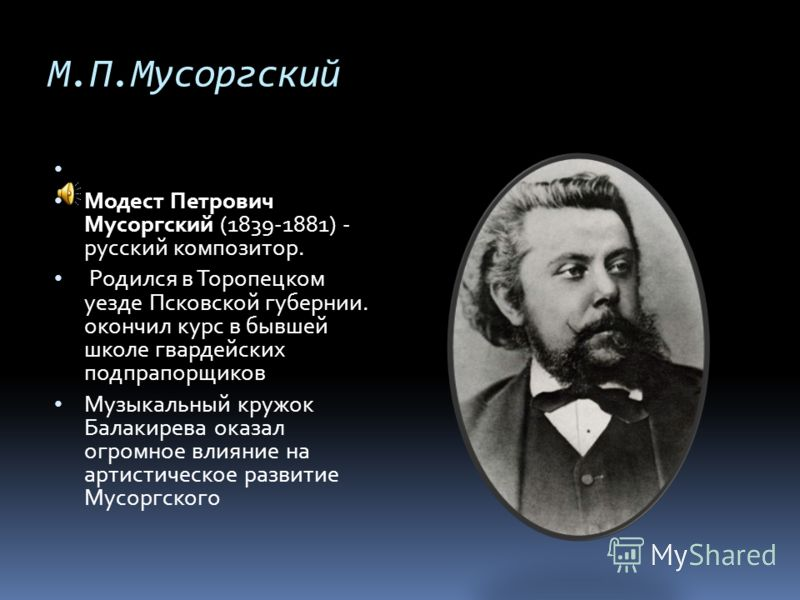 М.П.Мусоргский
Модест Петрович
Мусоргский (1839-1881) -
русский композитор.
Родился в Торопецком
уезде Псковской губернии.
окончил курс в бывшей
школе гвардейских
подпрапорщиков
Музыкальный кружок
Балакирева оказал
огромное влияние на
артистическое развитие
Мусоргского
MyShared